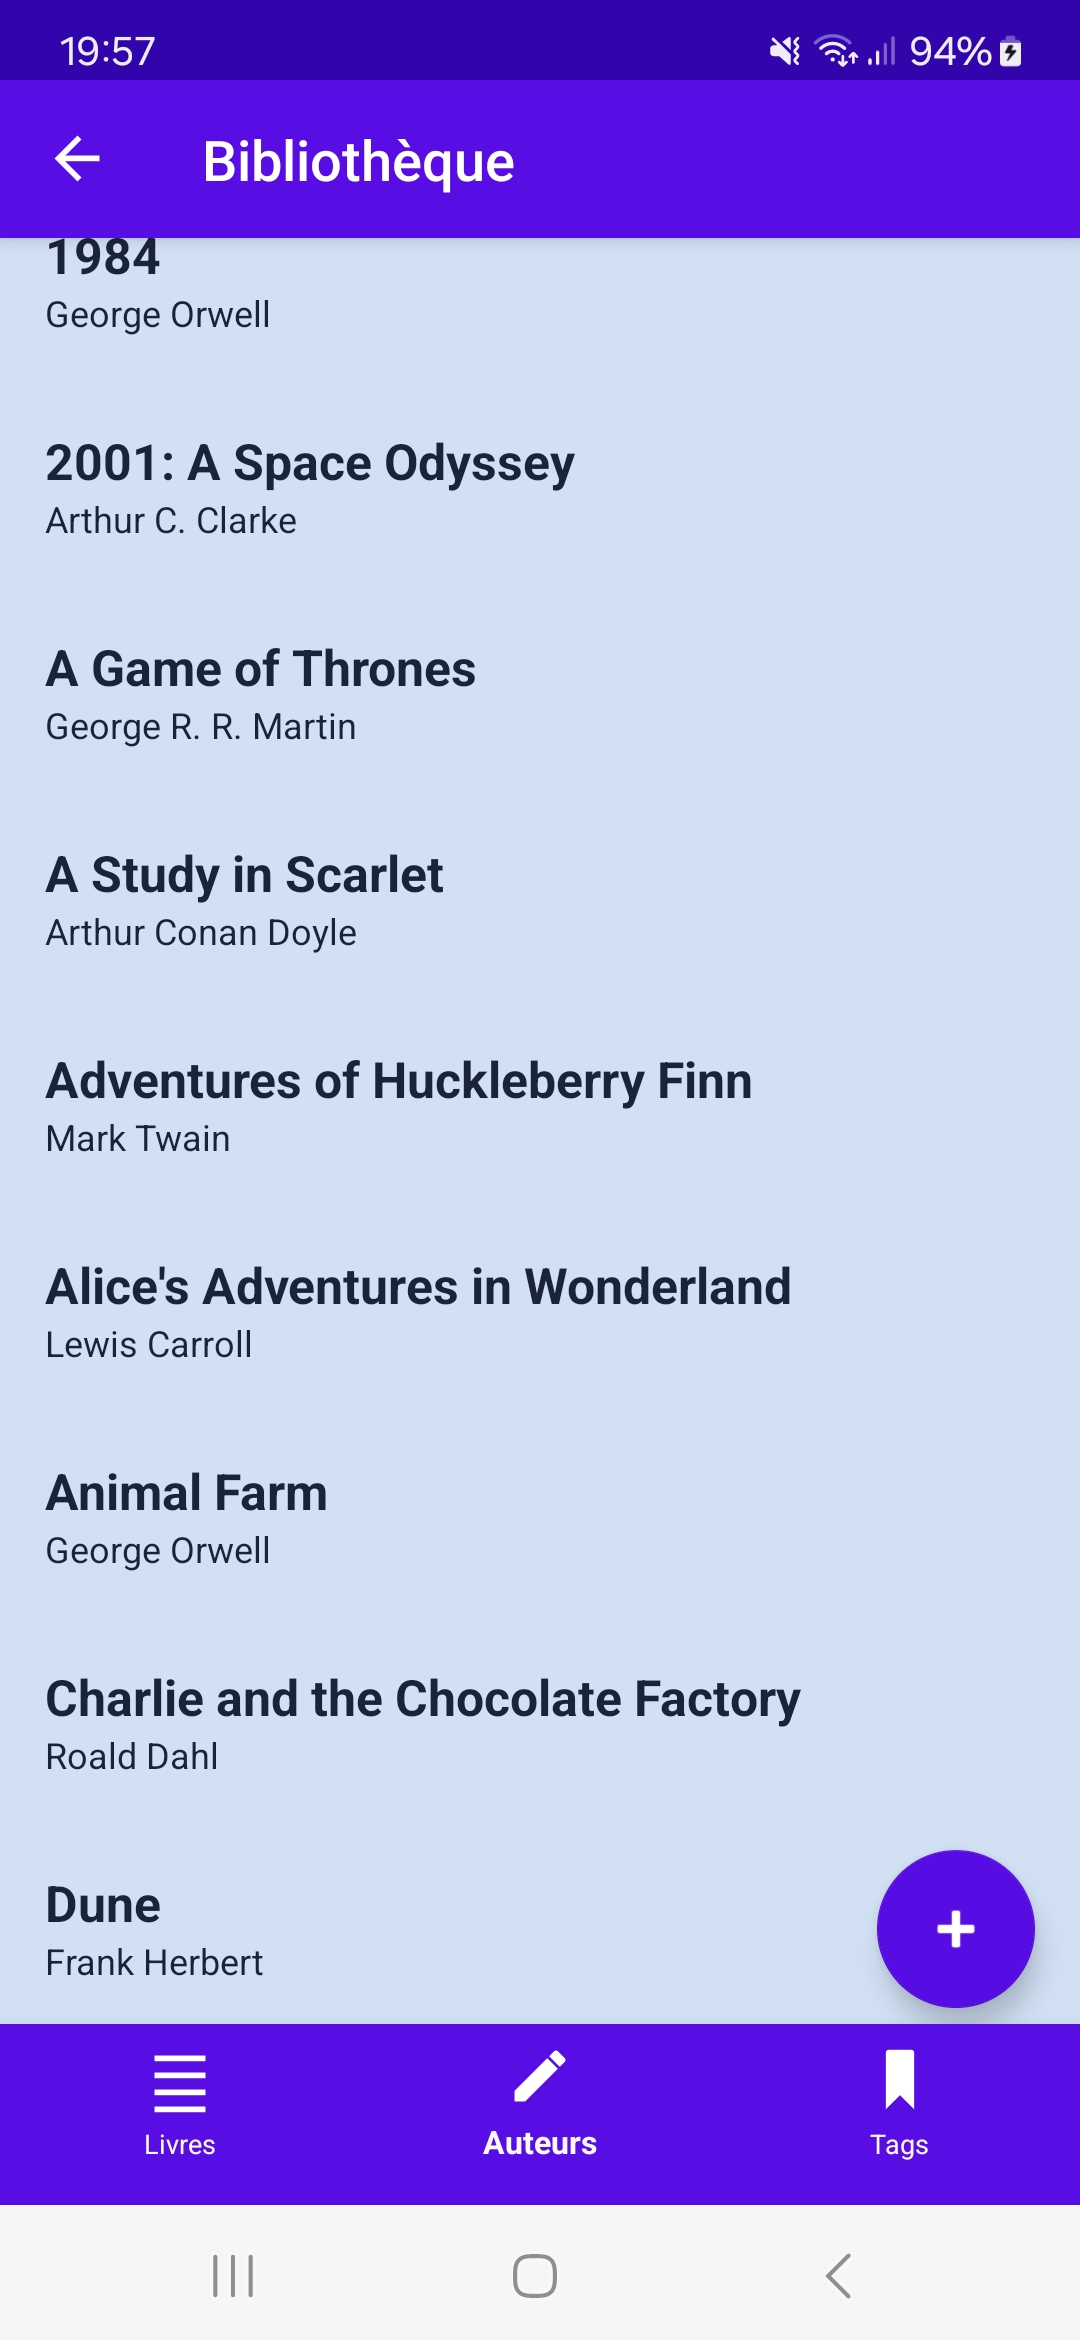 19:57
94%
Bibliothèque
1984
George Orwell
2001: A Space Odyssey
Arthur C. Clarke
A Game of Thrones
George R. R. Martin
A Study in Scarlet
Arthur Conan Doyle
Adventures of Huckleberry Finn
Mark Twain
Alice's Adventures in Wonderland
Lewis Carroll
Animal Farm
George Orwell
Charlie and the Chocolate Factory
Roald Dahl
Dune
Frank Herbert
Livres
Auteurs
Tags